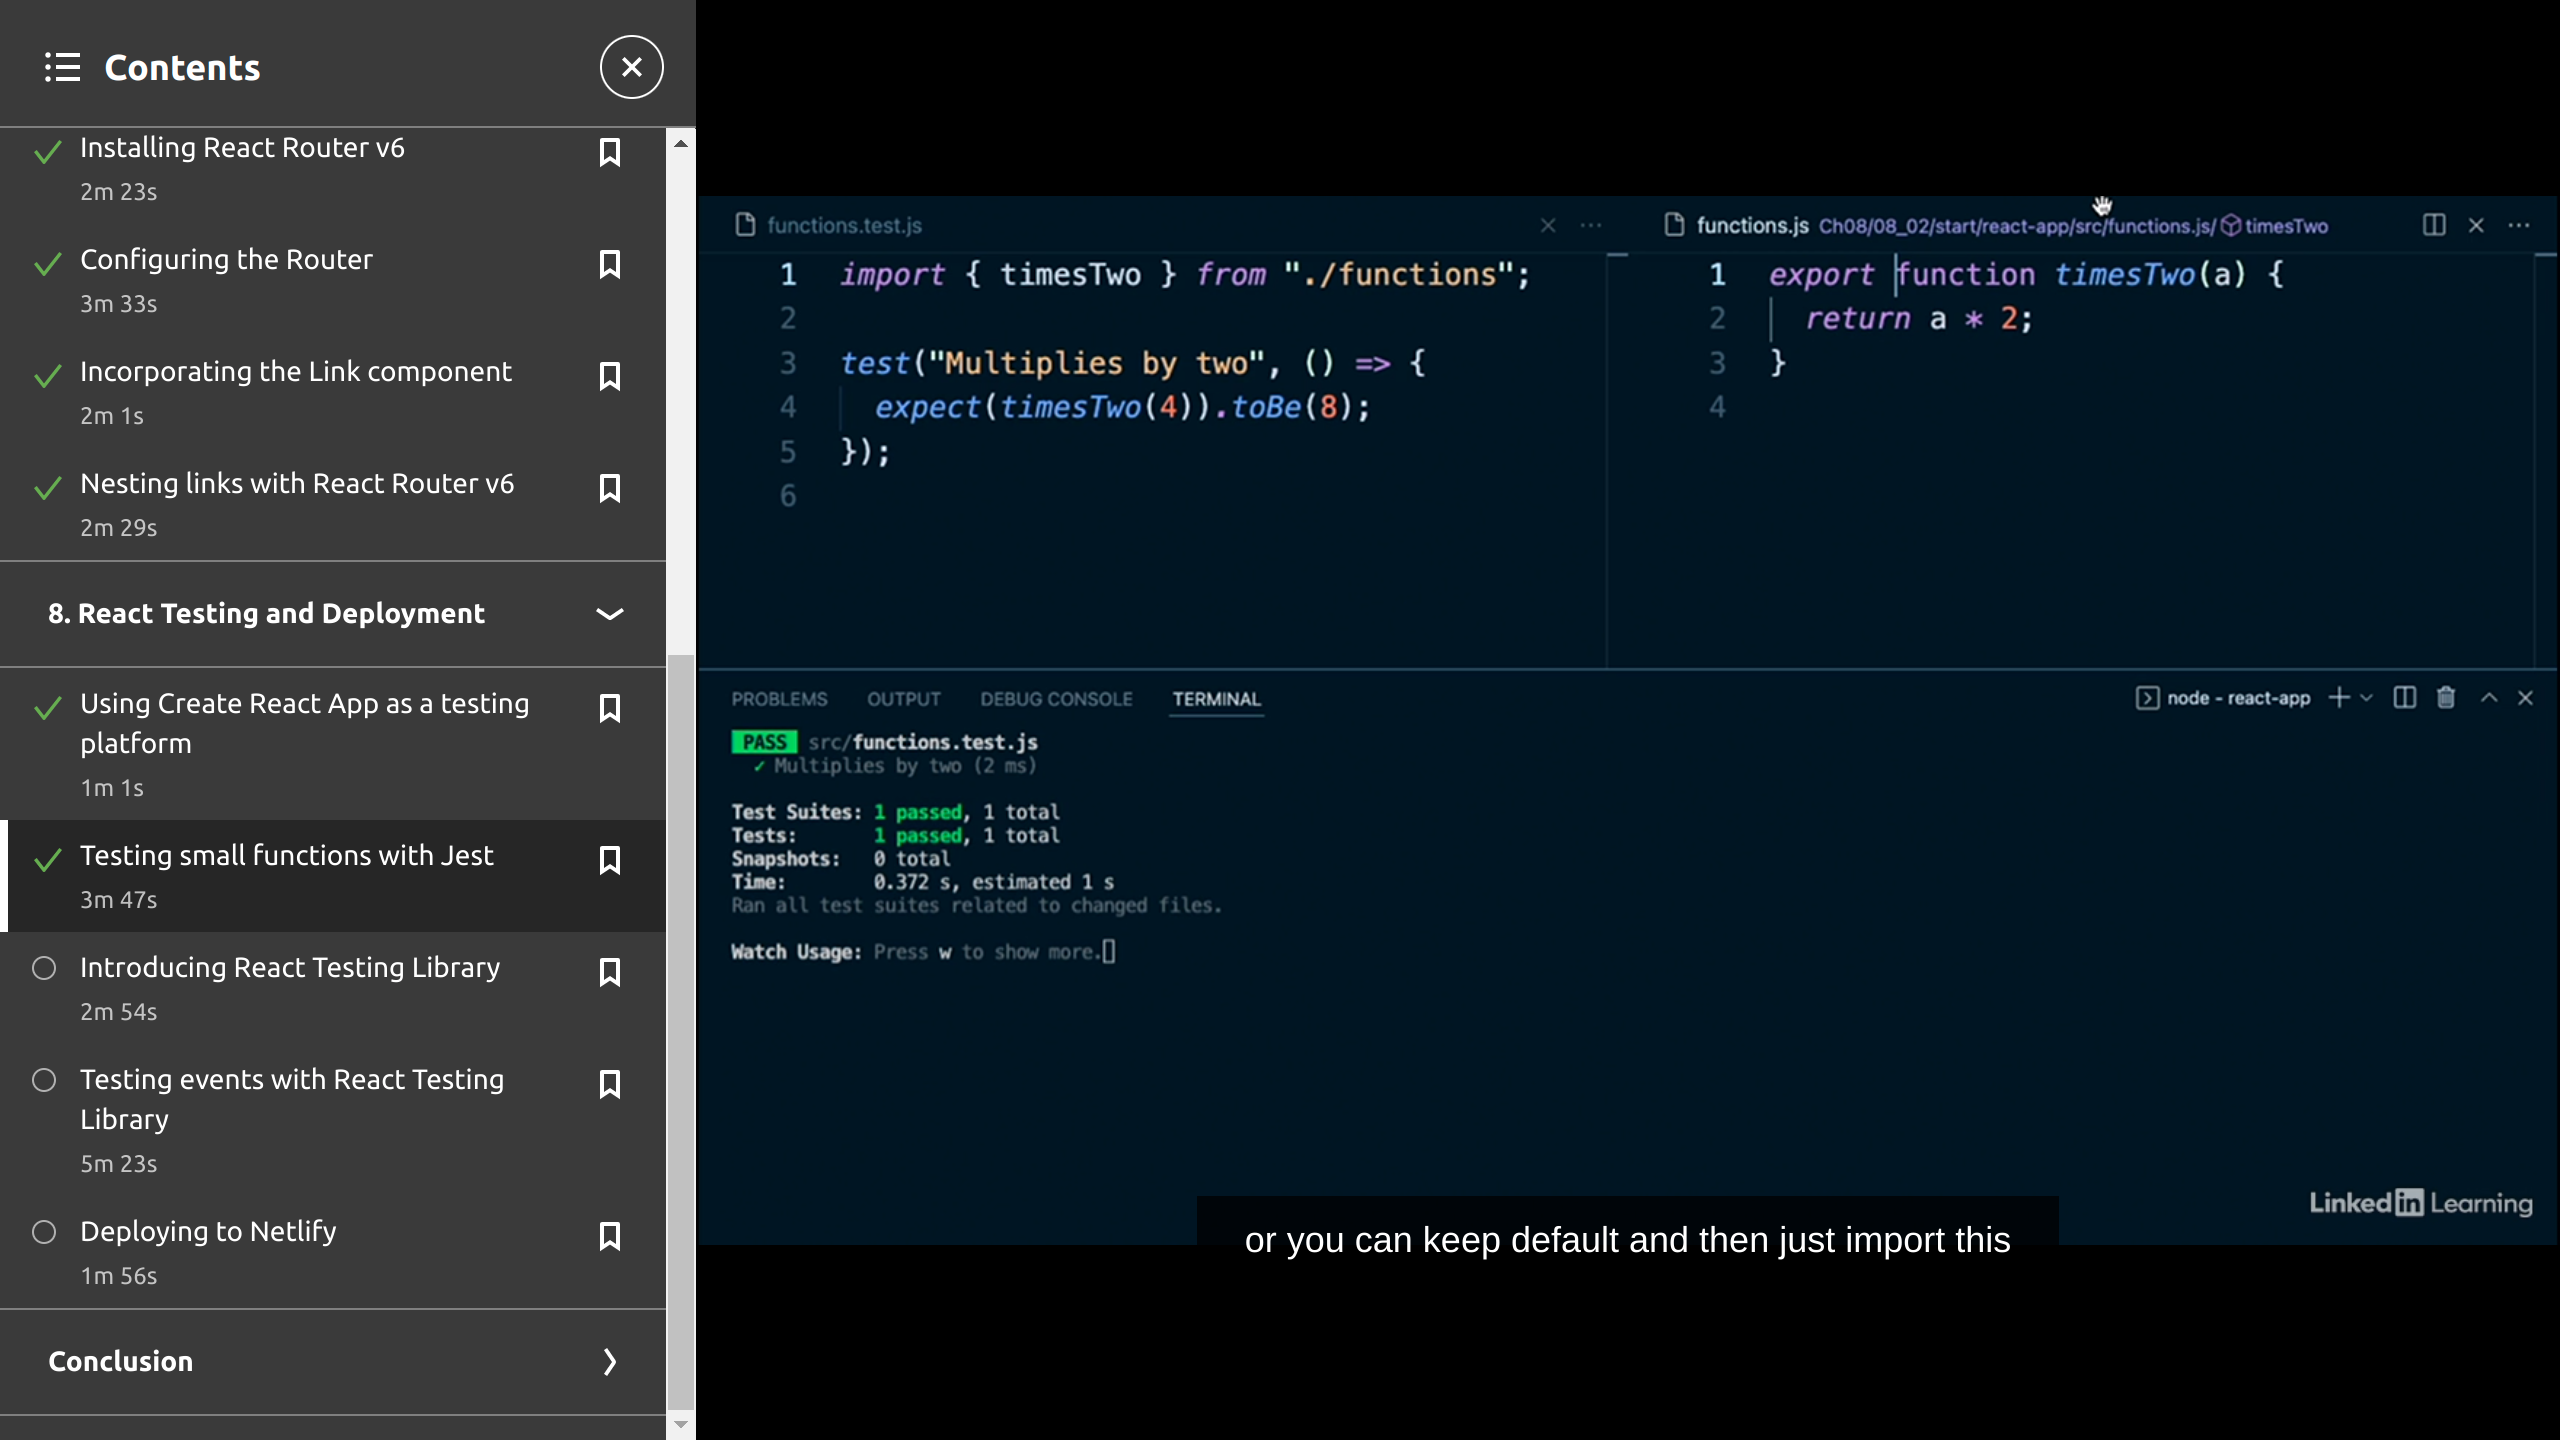 Contents
Installing React Router v6
2m 23s
Configuring the Router
3m 33s
Incorporating the Link component
2m 1s
Nesting links with React Router v6
2m 29s
8. React Testing and Deployment
Using Create React App as a testing
platform
1m 1s
Testing small functions with Jest
3m 47s
Introducing React Testing Library
2m 54s
Testing events with React Testing
Library
5m 23s
Deploying to Netlify
1m 56s
Conclusion
functions.test.js
1 import { timesTwo } from "./functions";
2
3 test("Multiplies by two", () => {
4 expect(timesTwo(4)).toBe(8);
5 });
6
functions.js Ch08/08_02/start/react-app/src/functions.js/ timesTwo
1 export function timesTwo(a) {
2 return a * 2;
3 }
4
PROBLEMS OUTPUT DEBUG CONSOLE TERMINAL
node - react-app
PASS src/functions.test.js
✓ Multiplies by two (2 ms)
Test Suites: 1 passed, 1 total
Tests: 1 passed, 1 total
Snapshots: 0 total
Time: 0.372 s, estimated 1 s
Ran all test suites related to changed files.
Watch Usage: Press w to show more.
LinkedIn Learning
or you can keep default and then just import this